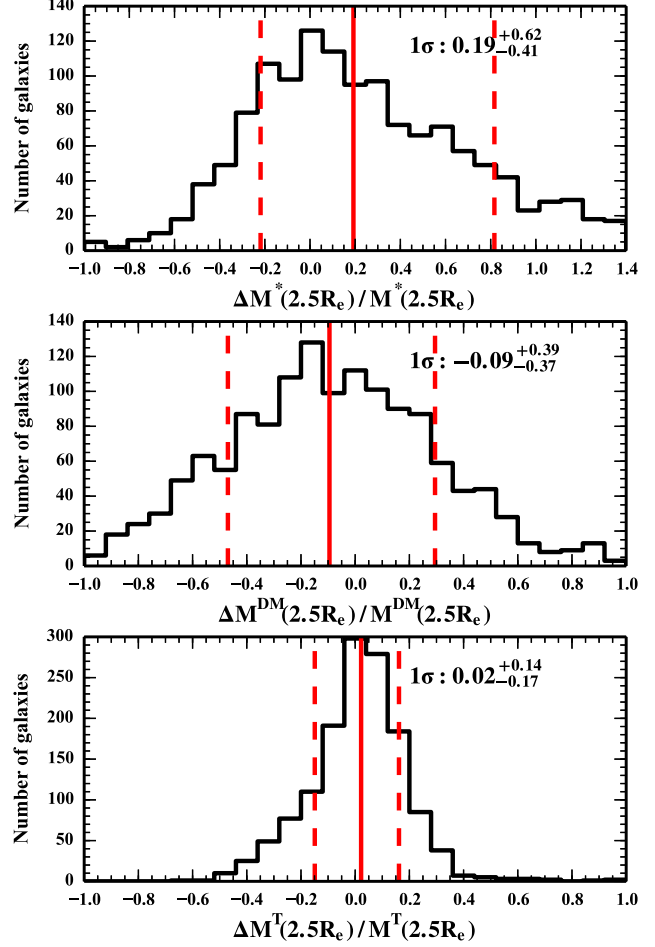 140
120
100
80
60
40
20
0
Number of galaxies
1σ: 0.19 +0.62 −0.41
−1.0 −0.8 −0.6 −0.4 −0.2 0.0 0.2 0.4 0.6 0.8 1.0 1.2 1.4
ΔM*(2.5Re)/M*(2.5Re)
140
120
100
80
60
40
20
0
Number of galaxies
1σ: −0.09 +0.39 −0.37
−1.0 −0.8 −0.6 −0.4 −0.2 0.0 0.2 0.4 0.6 0.8 1.0
ΔM^DM(2.5Re)/M^DM(2.5Re)
300
250
200
150
100
50
0
Number of galaxies
1σ: 0.02 +0.14 −0.17
−1.0 −0.8 −0.6 −0.4 −0.2 0.0 0.2 0.4 0.6 0.8 1.0
ΔM^T(2.5Re)/M^T(2.5Re)